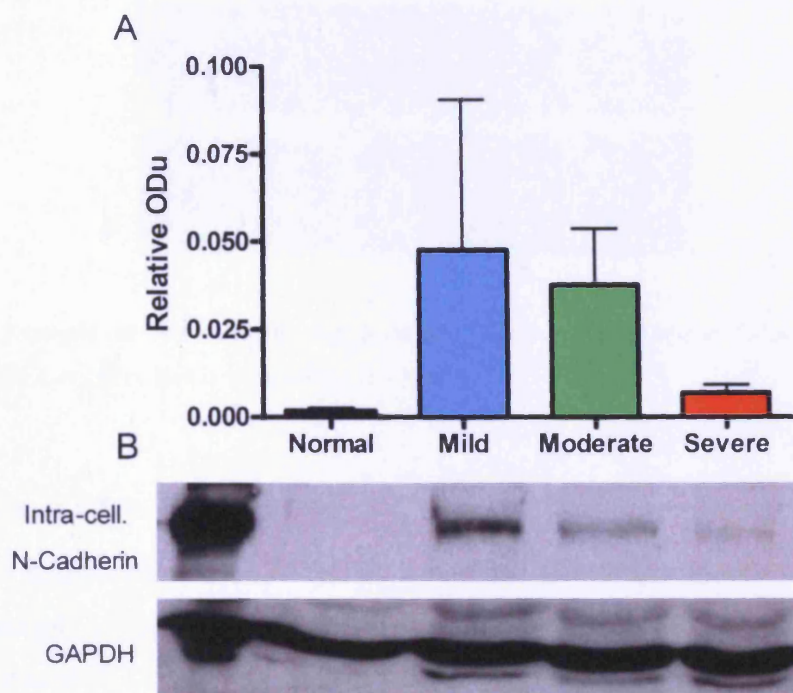 A
Relative ODu
0.100
0.075
0.050
0.025
0.000
Normal Mild Moderate Severe
B
Intra-cell.
N-Cadherin
GAPDH